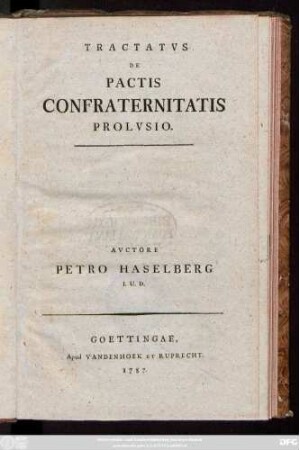 TRACTATVS
DE
PACTIS
CONFRATERNITATIS
PROLVSIO.
AVCTORE
PETRO HASELBERG
I. U. D.
GOETTINGAE,
Apud VANDENHOEK ET RUPRECHT.
1787.